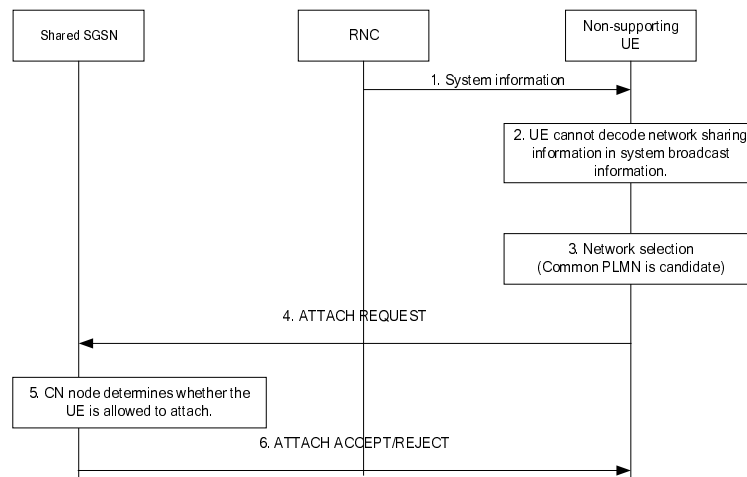 Shared SGSN
RNC
Non-supporting
UE
1. System information
2. UE cannot decode network sharing
information in system broadcast
information.
3. Network selection
(Common PLMN is candidate)
4. ATTACH REQUEST
5. CN node determines whether the
UE is allowed to attach.
6. ATTACH ACCEPT/REJECT